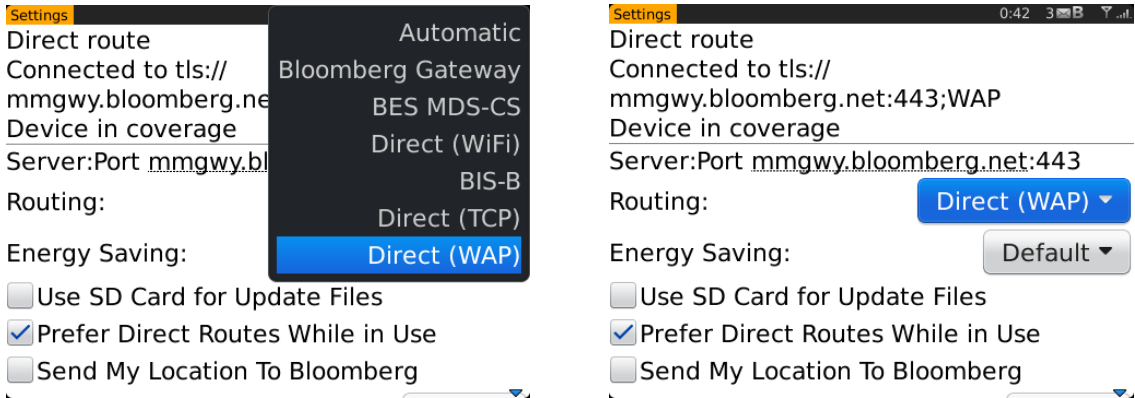 Settings
Direct route
Connected to tls://
mmgwy.bloomberg.ne
Device in coverage
Server:Port mmgwy.bl
Routing:
Energy Saving:
Use SD Card for Update Files
Prefer Direct Routes While in Use
Send My Location To Bloomberg
Automatic
Bloomberg Gateway
BES MDS-CS
Direct (WiFi)
BIS-B
Direct (TCP)
Direct (WAP)
Settings 0:42 3 B
Direct route
Connected to tls://
mmgwy.bloomberg.net:443;WAP
Device in coverage
Server:Port mmgwy.bloomberg.net:443
Routing: Direct (WAP)
Energy Saving: Default
Use SD Card for Update Files
Prefer Direct Routes While in Use
Send My Location To Bloomberg